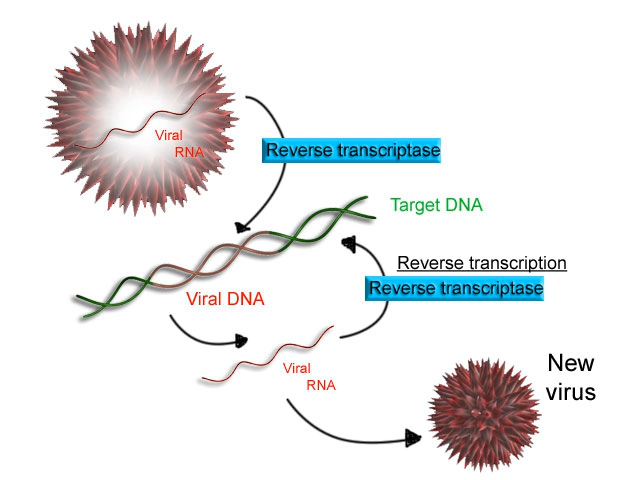 Viral
RNA
Reverse transcriptase
Target DNA
Reverse transcription
Reverse transcriptase
Viral DNA
Viral
RNA
New
virus